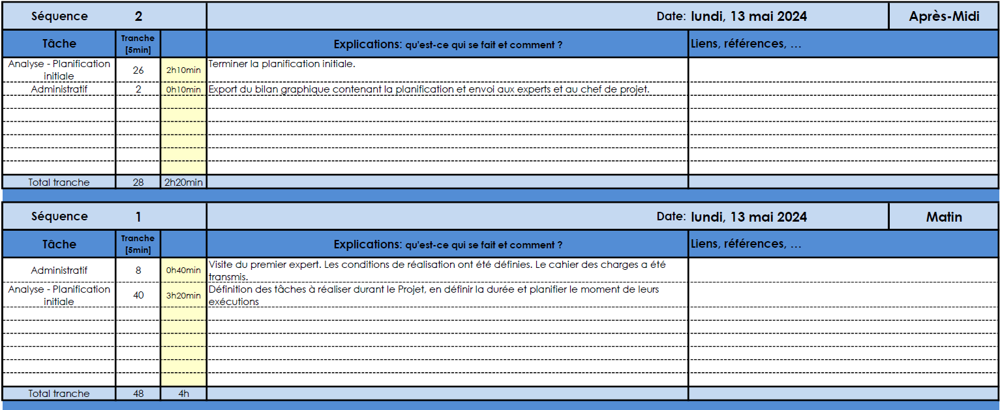 Séquence 2 Date: lundi, 13 mai 2024 Après-Midi
Tâche Tranche [5min] Explications: qu'est-ce qui se fait et comment ? Liens, références, …
Analyse - Planification initiale 26 2h10min Terminer la planification initiale.
Administratif 2 0h10min Export du bilan graphique contenant la planification et envoi aux experts et au chef de projet.
Total tranche 28 2h20min
Séquence 1 Date: lundi, 13 mai 2024 Matin
Tâche Tranche [5min] Explications: qu'est-ce qui se fait et comment ? Liens, références, …
Administratif 8 0h40min Visite du premier expert. Les conditions de réalisation ont été définies. Le cahier des charges a été
transmis.
Analyse - Planification initiale 40 3h20min Définition des tâches à réaliser durant le Projet, en définir la durée et planifier le moment de leurs
exécutions
Total tranche 48 4h